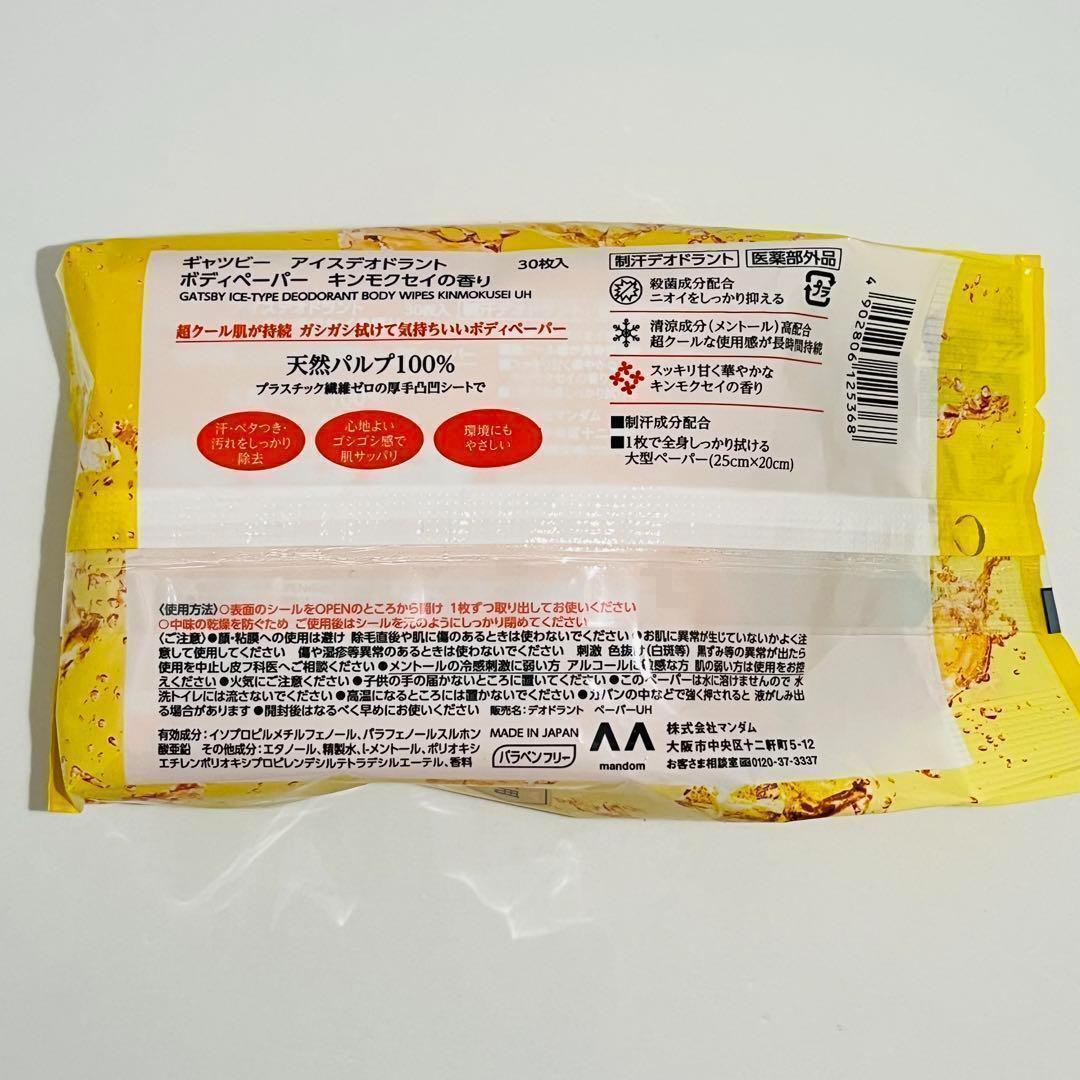 ギャツビー アイスデオドラント 30枚入
ボディペーパー キンモクセイの香り
GATSBY ICE-TYPE DEODORANT BODY WIPES KINMOKUSEI UH
超クール肌が持続 ガシガシ拭けて気持ちいいボディペーパー
天然パルプ100%
プラスチック繊維ゼロの厚手凸凹シートで
汗・ベタつき・
汚れをしっかり
除去
心地よい
ゴシゴシ感で
肌サッパリ
環境にも
やさしい
制汗デオドラント 医薬部外品
殺菌成分配合
ニオイをしっかり抑える
プラ
清涼成分(メントール)高配合
超クールな使用感が長時間持続
スッキリ甘く華やかな
キンモクセイの香り
■制汗成分配合
■1枚で全身しっかり拭ける
大型ペーパー(25cm×20cm)
4 902806 125368
〈使用方法〉○表面のシールをOPENのところから開け 1枚ずつ取り出してお使いください
○中味の乾燥を防ぐため ご使用後はシールを元のようにしっかり閉めてください
〈ご注意〉●顔・粘膜への使用は避け 除毛直後や肌に傷のあるときは使わないでください ●お肌に異常が生じていないかよく注
意して使用してください 傷や湿疹等異常のあるときは使わないでください 刺激 色抜け(白斑等) 黒ずみ等の異常が出たら
使用を中止し皮フ科医へご相談ください ●メントールの冷感刺激に弱い方 アルコールに敏感な方 肌の弱い方は使用をお控
えください ●火気にご注意ください ●子供の手の届かないところに置いてください ●このペーパーは水に溶けませんので 水
洗トイレには流さないでください ●高温になるところには置かないでください ●カバンの中などで強く押されると 液がしみ出
る場合があります ●開封後はなるべく早めにお使いください 販売名:デオドラント ペーパーUH
有効成分:イソプロピルメチルフェノール、パラフェノールスルホン
酸亜鉛 その他成分:エタノール、精製水、l-メントール、ポリオキシ
エチレンポリオキシプロピレンデシルテトラデシルエーテル、香料
MADE IN JAPAN
パラベンフリー
mandom
株式会社マンダム
大阪市中央区十二軒町5-12
お客さま相談室 0120-37-3337